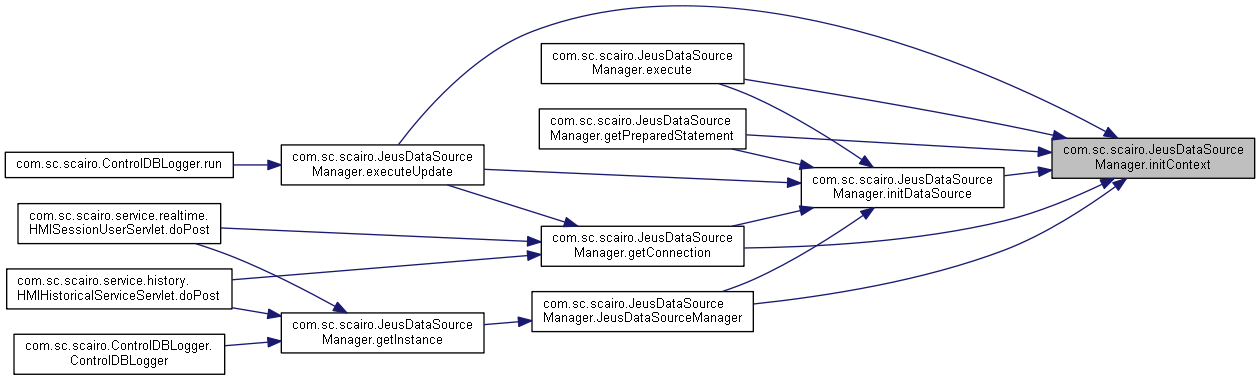 com.sc.scairo.JeusDataSource
Manager.execute
com.sc.scairo.JeusDataSource
Manager.getPreparedStatement
com.sc.scairo.JeusDataSource
Manager.initContext
com.sc.scairo.ControlDBLogger.run
com.sc.scairo.JeusDataSource
Manager.executeUpdate
com.sc.scairo.JeusDataSource
Manager.initDataSource
com.sc.scairo.service.realtime.
HMISessionUserServlet.doPost
com.sc.scairo.JeusDataSource
Manager.getConnection
com.sc.scairo.service.history.
HMIHistoricalServiceServlet.doPost
com.sc.scairo.JeusDataSource
Manager.JeusDataSourceManager
com.sc.scairo.JeusDataSource
Manager.getInstance
com.sc.scairo.ControlDBLogger.
ControlDBLogger